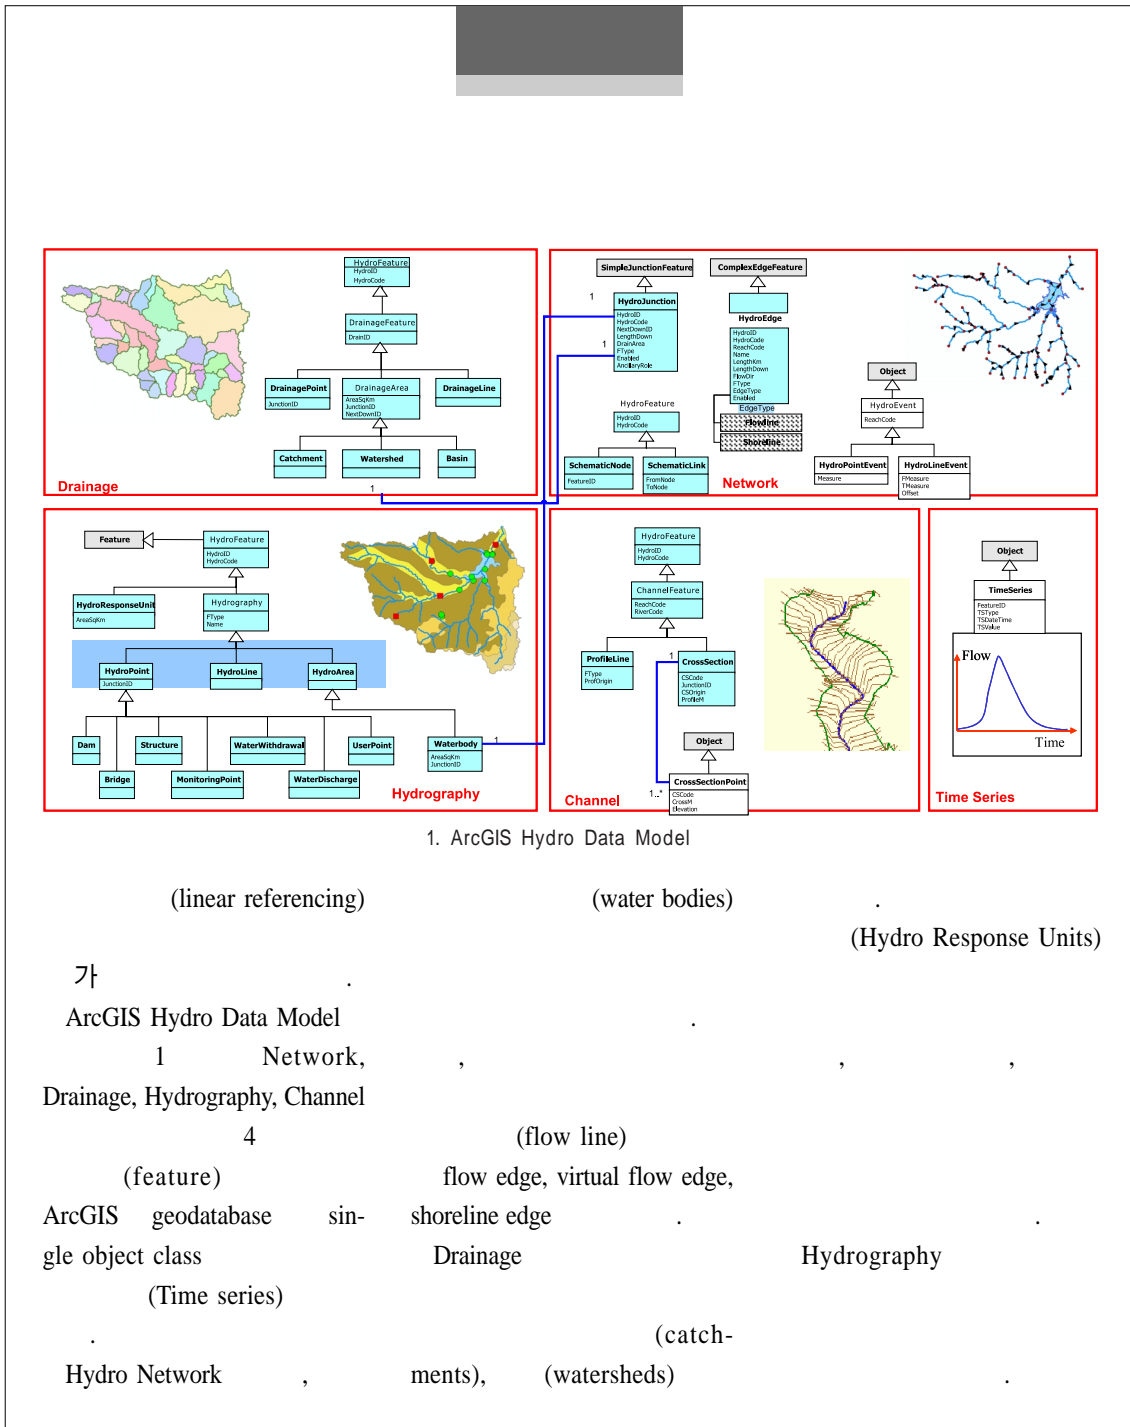 HydroFeature
HydroID
HydroCode
DrainageFeature
DrainID
DrainagePoint
JunctionID
DrainageArea
AreaSqKm
JunctionID
NextDownID
DrainageLine
Catchment
Watershed
Basin
Drainage
1
SimpleJunctionFeature
ComplexEdgeFeature
1
HydroJunction
HydroID
HydroCode
NextDownID
LengthDown
DrainArea
FType
Enabled
AncillaryRole
1
HydroEdge
HydroID
HydroCode
ReachCode
Name
LengthKm
LengthDown
FlowDir
FType
EdgeType
Enabled
EdgeType
Flowline
Shoreline
HydroFeature
HydroID
HydroCode
SchematicNode
FeatureID
SchematicLink
FromNode
ToNode
Object
HydroEvent
ReachCode
HydroPointEvent
Measure
HydroLineEvent
FMeasure
TMeasure
Offset
Network
Feature
HydroFeature
HydroID
HydroCode
HydroResponseUnit
AreaSqKm
Hydrography
FType
Name
HydroPoint
JunctionID
HydroLine
HydroArea
Dam
Structure
WaterWithdrawal
UserPoint
Waterbody
AreaSqKm
JunctionID
1
Bridge
MonitoringPoint
WaterDischarge
Hydrography
HydroFeature
HydroID
HydroCode
ChannelFeature
ReachCode
RiverCode
ProfileLine
FType
ProfOrigin
1
CrossSection
CSCode
JunctionID
CSOrigin
ProfileM
Object
1..*
CrossSectionPoint
CSCode
CrossM
Elevation
Channel
Object
TimeSeries
FeatureID
TSType
TSDateTime
TSValue
Flow
Time
Time Series
1. ArcGIS Hydro Data Model
(linear referencing) (water bodies) .
(Hydro Response Units)
가 .
ArcGIS Hydro Data Model .
1 Network, , , ,
Drainage, Hydrography, Channel
4 (flow line)
(feature) flow edge, virtual flow edge,
ArcGIS geodatabase sin- shoreline edge . .
gle object class Drainage Hydrography
(Time series)
. (catch-
Hydro Network , ments), (watersheds) .